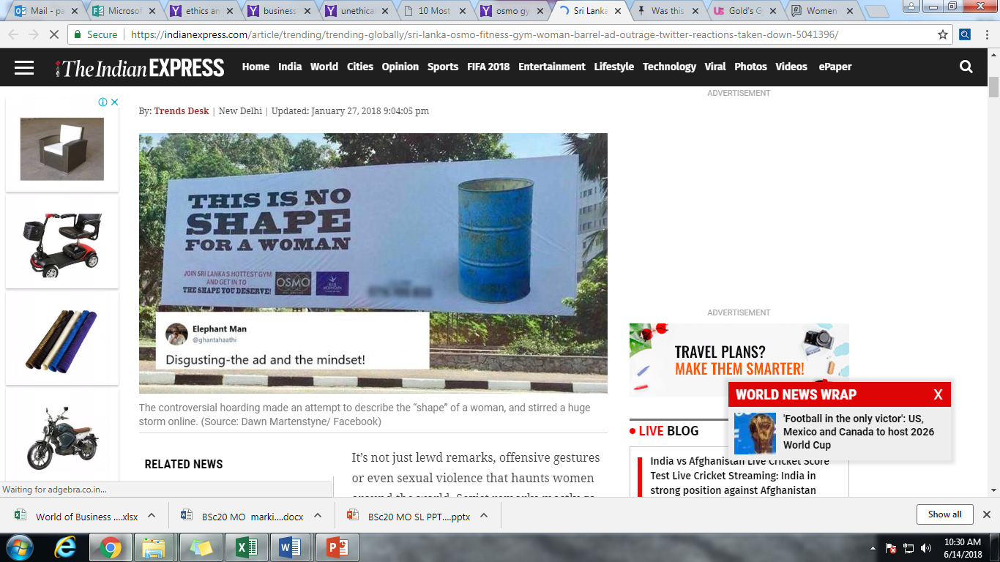 Mail - pa
Microsof
ethics an
business
unethical
10 Most
osmo gy
Sri Lanka
Was this
Gold's G
Women
Secure
https://indianexpress.com/article/trending/trending-globally/sri-lanka-osmo-fitness-gym-woman-barrel-ad-outrage-twitter-reactions-taken-down-5041396/
The Indian EXPRESS
Home India World Cities Opinion Sports FIFA 2018 Entertainment Lifestyle Technology Viral Photos Videos ePaper
ADVERTISEMENT
By: Trends Desk | New Delhi | Updated: January 27, 2018 9:04:05 pm
THIS IS NO
SHAPE
FOR A WOMAN
JOIN SRI LANKA'S HOTTEST GYM
AND GET IN TO
THE SHAPE YOU DESERVE!
OSMO
BLUE
MOUNTAIN
Elephant Man
@ghantahaathi
Disgusting-the ad and the mindset!
The controversial hoarding made an attempt to describe the “shape” of a woman, and stirred a huge
storm online. (Source: Dawn Martenstyne/ Facebook)
RELATED NEWS
It’s not just lewd remarks, offensive gestures
or even sexual violence that haunts women
ADVERTISEMENT
TRAVEL PLANS?
MAKE THEM SMARTER!
WORLD NEWS WRAP X
'Football in the only victor': US,
Mexico and Canada to host 2026
World Cup
LIVE BLOG
India vs Afghanistan Live Cricket Score
Test Live Cricket Streaming: India in
strong position against Afghanistan
Waiting for adgebra.co.in...
World of Business ....xlsx
BSc20 MO marki....docx
BSc20 MO SL PPT....pptx
Show all
10:30 AM
6/14/2018